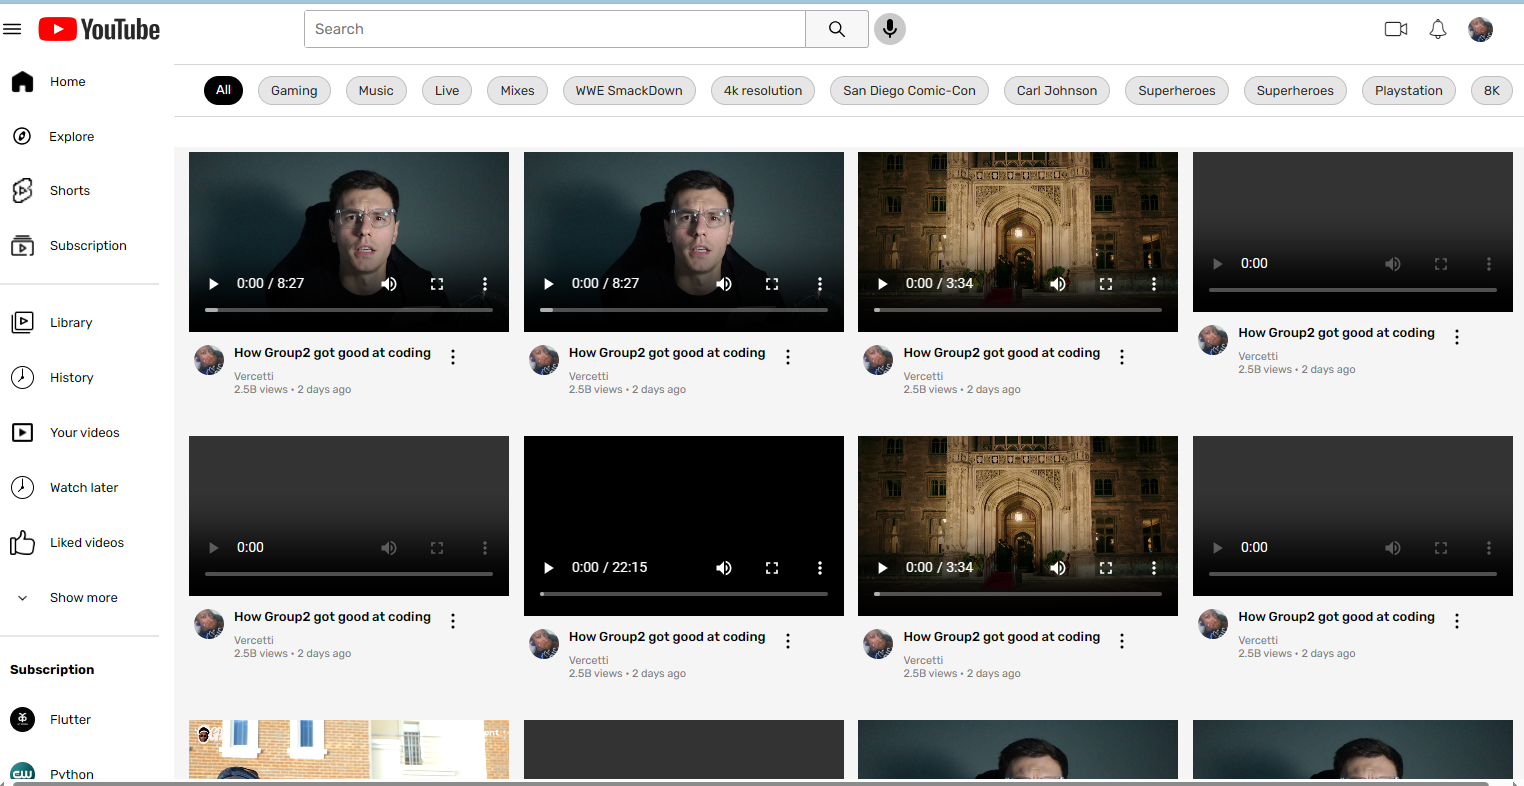 YouTube
Search
Home
Explore
Shorts
Subscription
Library
History
Your videos
Watch later
Liked videos
Show more
Subscription
Flutter
Python
All Gaming Music Live Mixes WWE SmackDown 4k resolution San Diego Comic-Con Carl Johnson Superheroes Superheroes Playstation 8K
0:00 / 8:27
How Group2 got good at coding
Vercetti
2.5B views • 2 days ago
0:00 / 8:27
How Group2 got good at coding
Vercetti
2.5B views • 2 days ago
0:00 / 3:34
How Group2 got good at coding
Vercetti
2.5B views • 2 days ago
0:00
How Group2 got good at coding
Vercetti
2.5B views • 2 days ago
0:00
How Group2 got good at coding
Vercetti
2.5B views • 2 days ago
0:00 / 22:15
How Group2 got good at coding
Vercetti
2.5B views • 2 days ago
0:00 / 3:34
How Group2 got good at coding
Vercetti
2.5B views • 2 days ago
0:00
How Group2 got good at coding
Vercetti
2.5B views • 2 days ago